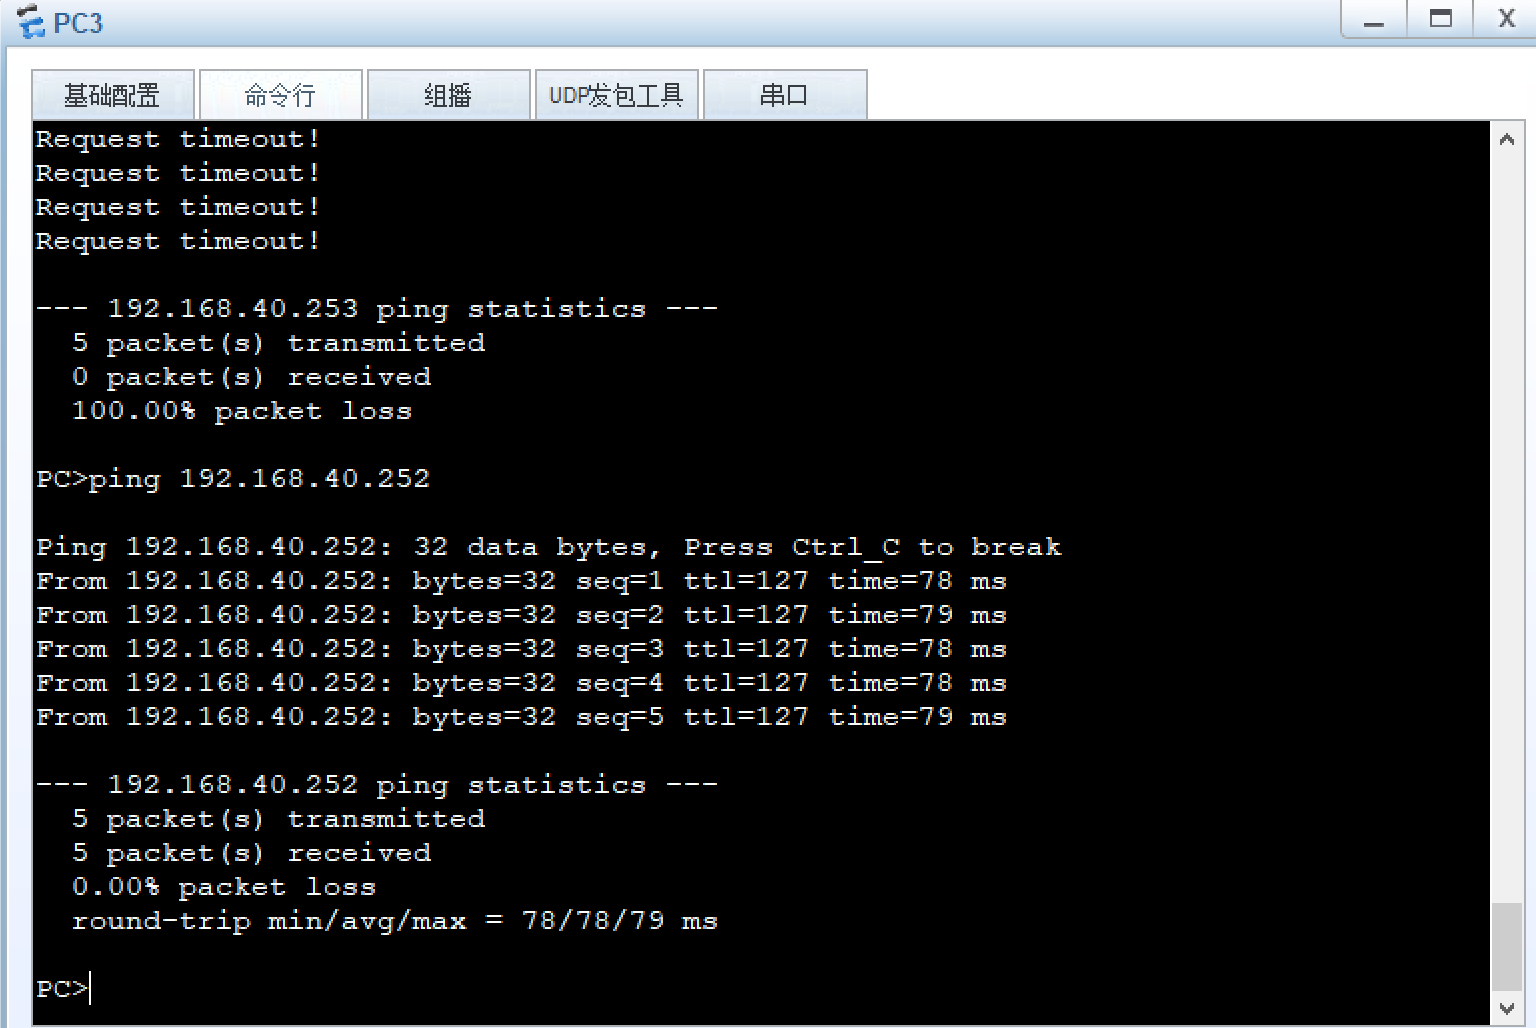 PC3
基础配置 命令行 组播 UDP发包工具 串口
Request timeout!
Request timeout!
Request timeout!
Request timeout!
--- 192.168.40.253 ping statistics ---
5 packet(s) transmitted
0 packet(s) received
100.00% packet loss
PC>ping 192.168.40.252
Ping 192.168.40.252: 32 data bytes, Press Ctrl_C to break
From 192.168.40.252: bytes=32 seq=1 ttl=127 time=78 ms
From 192.168.40.252: bytes=32 seq=2 ttl=127 time=79 ms
From 192.168.40.252: bytes=32 seq=3 ttl=127 time=78 ms
From 192.168.40.252: bytes=32 seq=4 ttl=127 time=78 ms
From 192.168.40.252: bytes=32 seq=5 ttl=127 time=79 ms
--- 192.168.40.252 ping statistics ---
5 packet(s) transmitted
5 packet(s) received
0.00% packet loss
round-trip min/avg/max = 78/78/79 ms
PC>